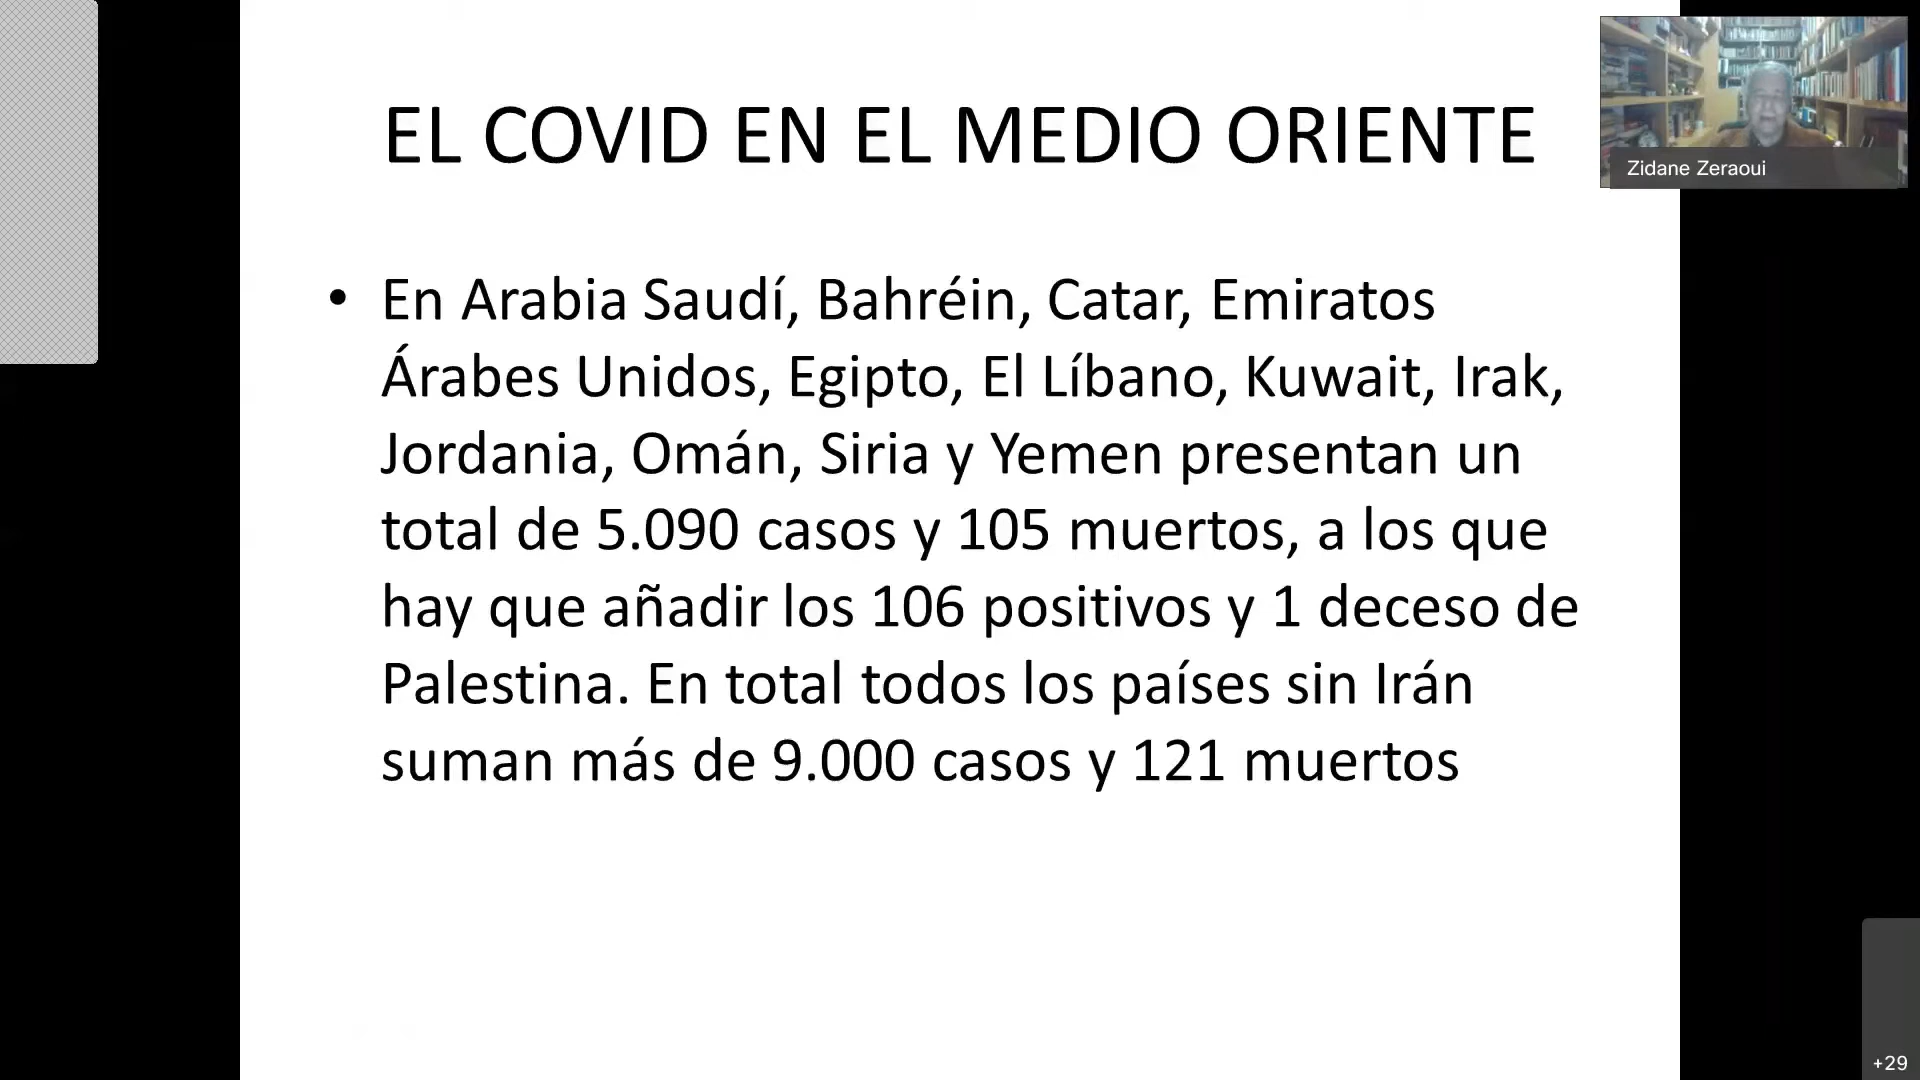 EL COVID EN EL MEDIO ORIENTE
Zidane Zeraoui
• En Arabia Saudí, Bahréin, Catar, Emiratos
Árabes Unidos, Egipto, El Líbano, Kuwait, Irak,
Jordania, Omán, Siria y Yemen presentan un
total de 5.090 casos y 105 muertos, a los que
hay que añadir los 106 positivos y 1 deceso de
Palestina. En total todos los países sin Irán
suman más de 9.000 casos y 121 muertos
+29